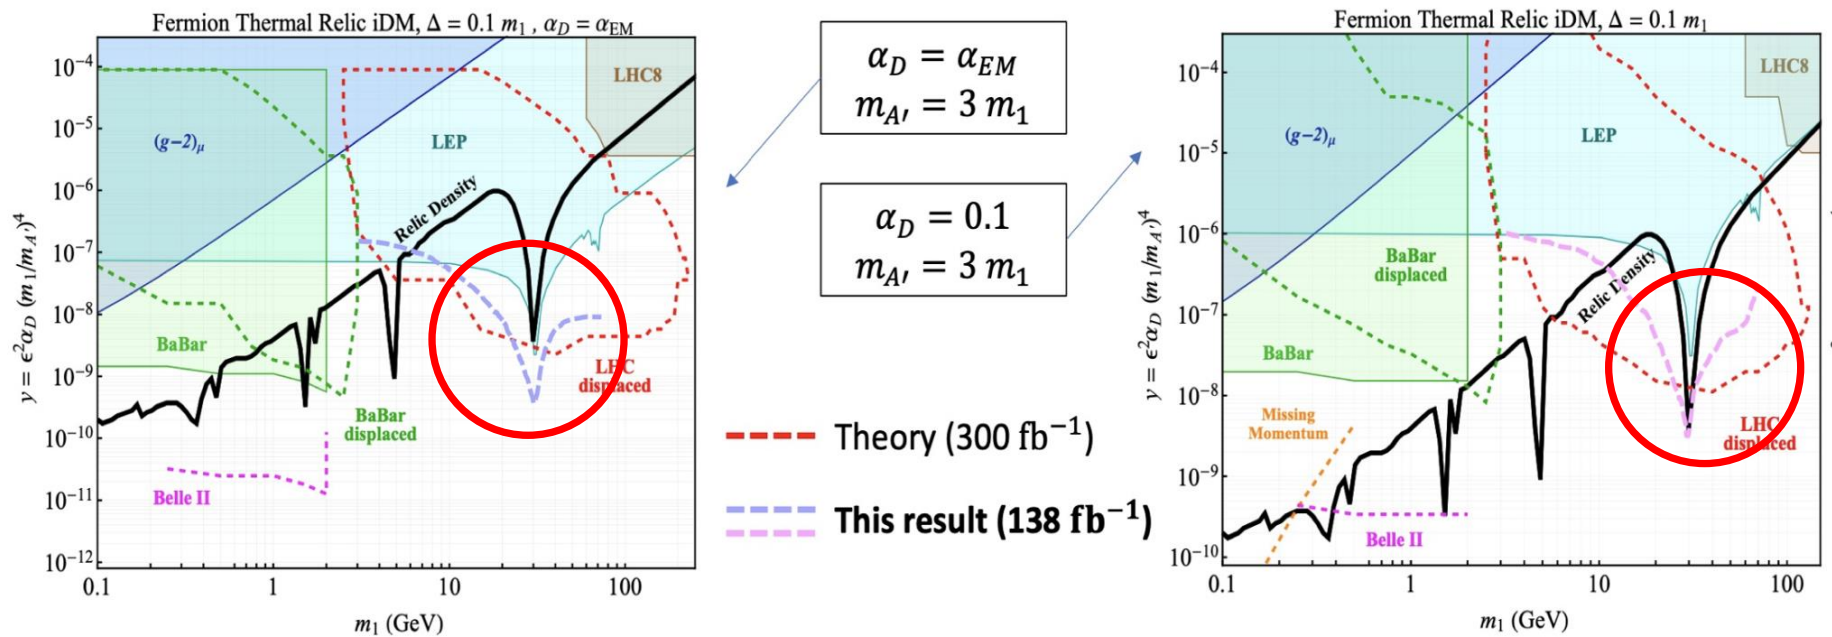 Fermion Thermal Relic iDM, Δ = 0.1 m₁ , α_D = α_EM
10⁻⁴
10⁻⁵
10⁻⁶
10⁻⁷
10⁻⁸
10⁻⁹
10⁻¹⁰
10⁻¹¹
10⁻¹²
y = ϵ²α_D (m₁/m_A')⁴
(g−2)_μ
LEP
LHC8
Relic Density
BaBar
BaBar
displaced
LHC
displaced
Belle II
0.1
1
10
100
m₁ (GeV)
α_D = α_EM
m_A′ = 3 m₁
α_D = 0.1
m_A′ = 3 m₁
Theory (300 fb⁻¹)
This result (138 fb⁻¹)
Fermion Thermal Relic iDM, Δ = 0.1 m₁
10⁻⁴
10⁻⁵
10⁻⁶
10⁻⁷
10⁻⁸
10⁻⁹
10⁻¹⁰
y = ϵ²α_D (m₁/m_A')⁴
(g−2)_μ
LEP
LHC8
BaBar
displaced
Relic Density
BaBar
Missing
Momentum
LHC
displaced
Belle II
0.1
1
10
100
m₁ (GeV)